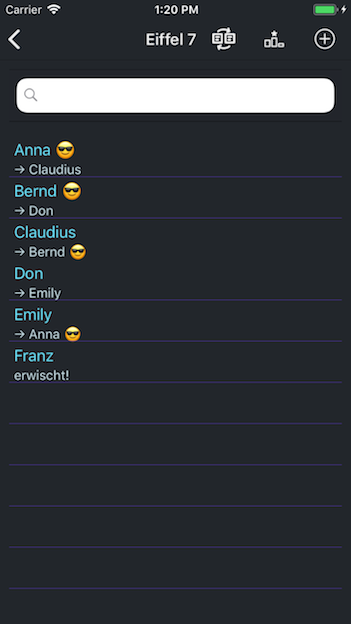 Carrier 1:20 PM
Eiffel 7
Anna 😎
→ Claudius
Bernd 😎
→ Don
Claudius
→ Bernd 😎
Don
→ Emily
Emily
→ Anna 😎
Franz
erwischt!